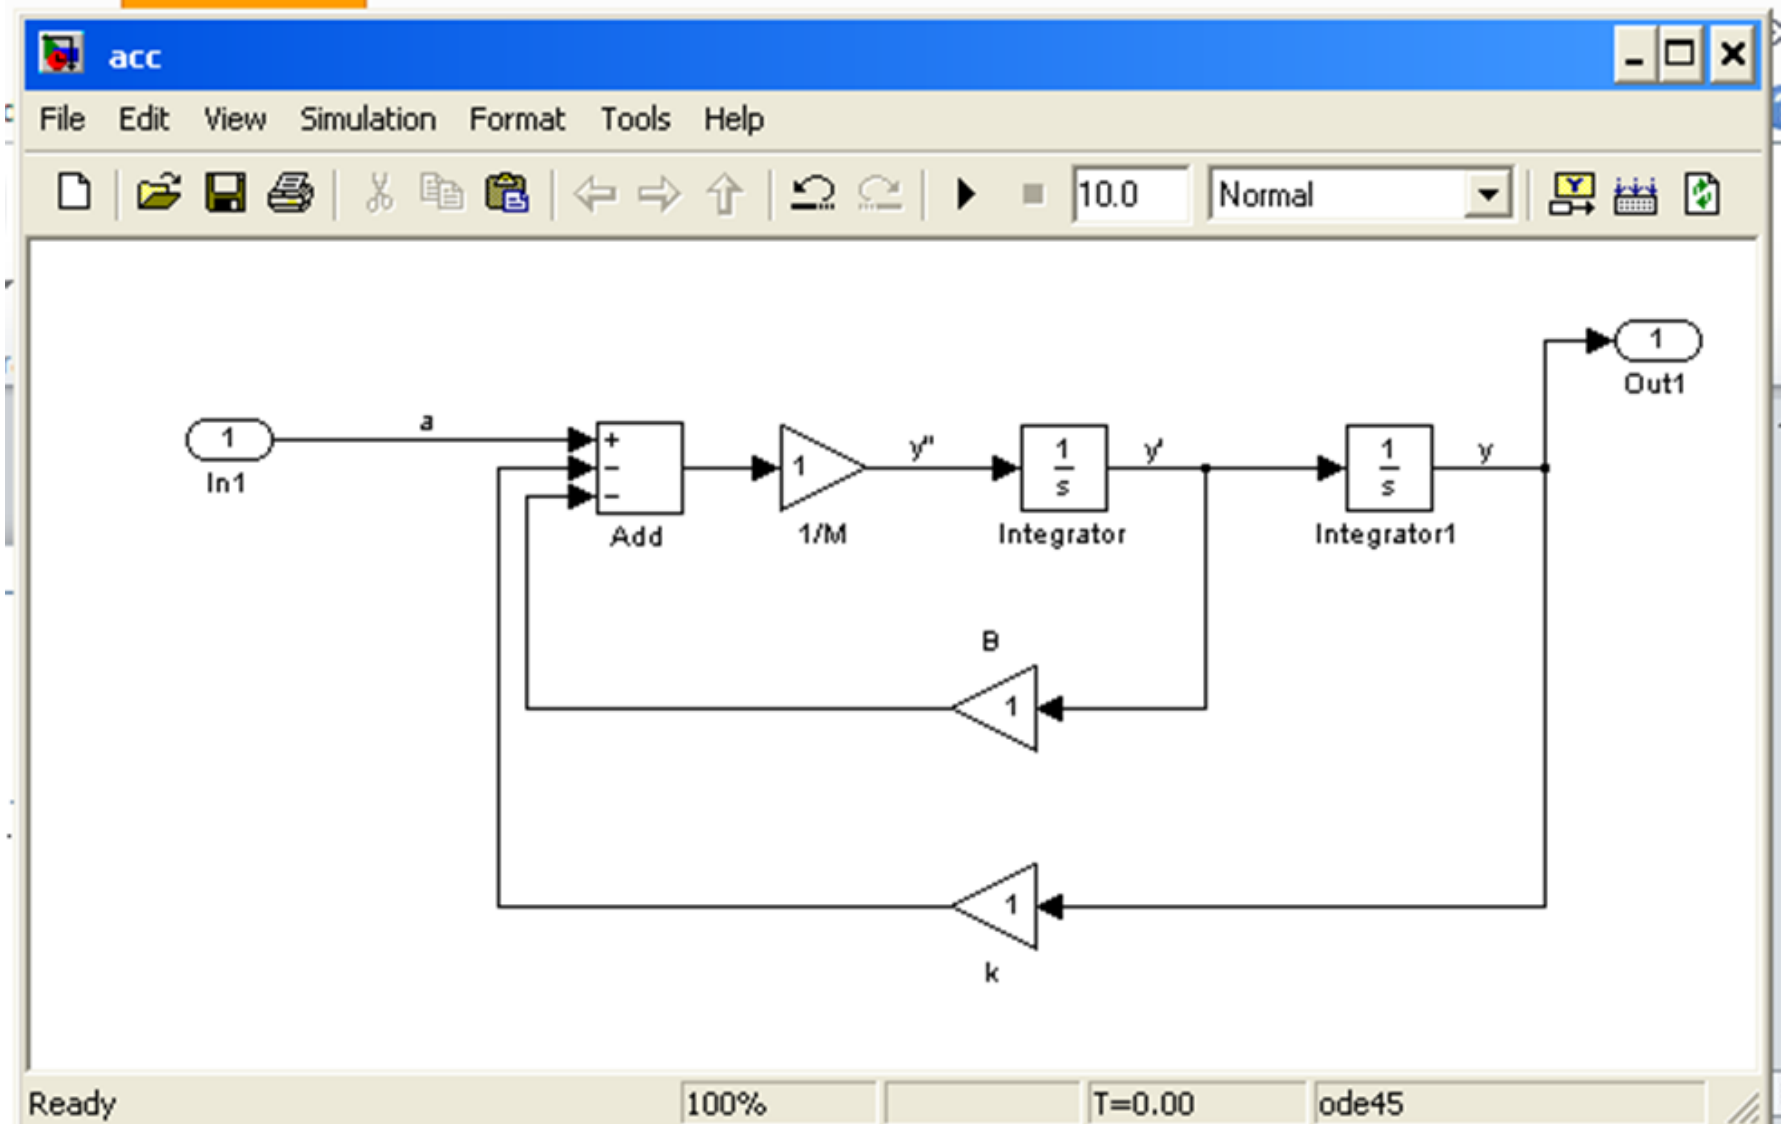 acc
File Edit View Simulation Format Tools Help
10.0 Normal
1
Out1
a
1
In1
+
−
−
Add
1
1/M
y''
1
s
Integrator
y'
1
s
Integrator1
y
B
1
1
k
Ready 100% T=0.00 ode45